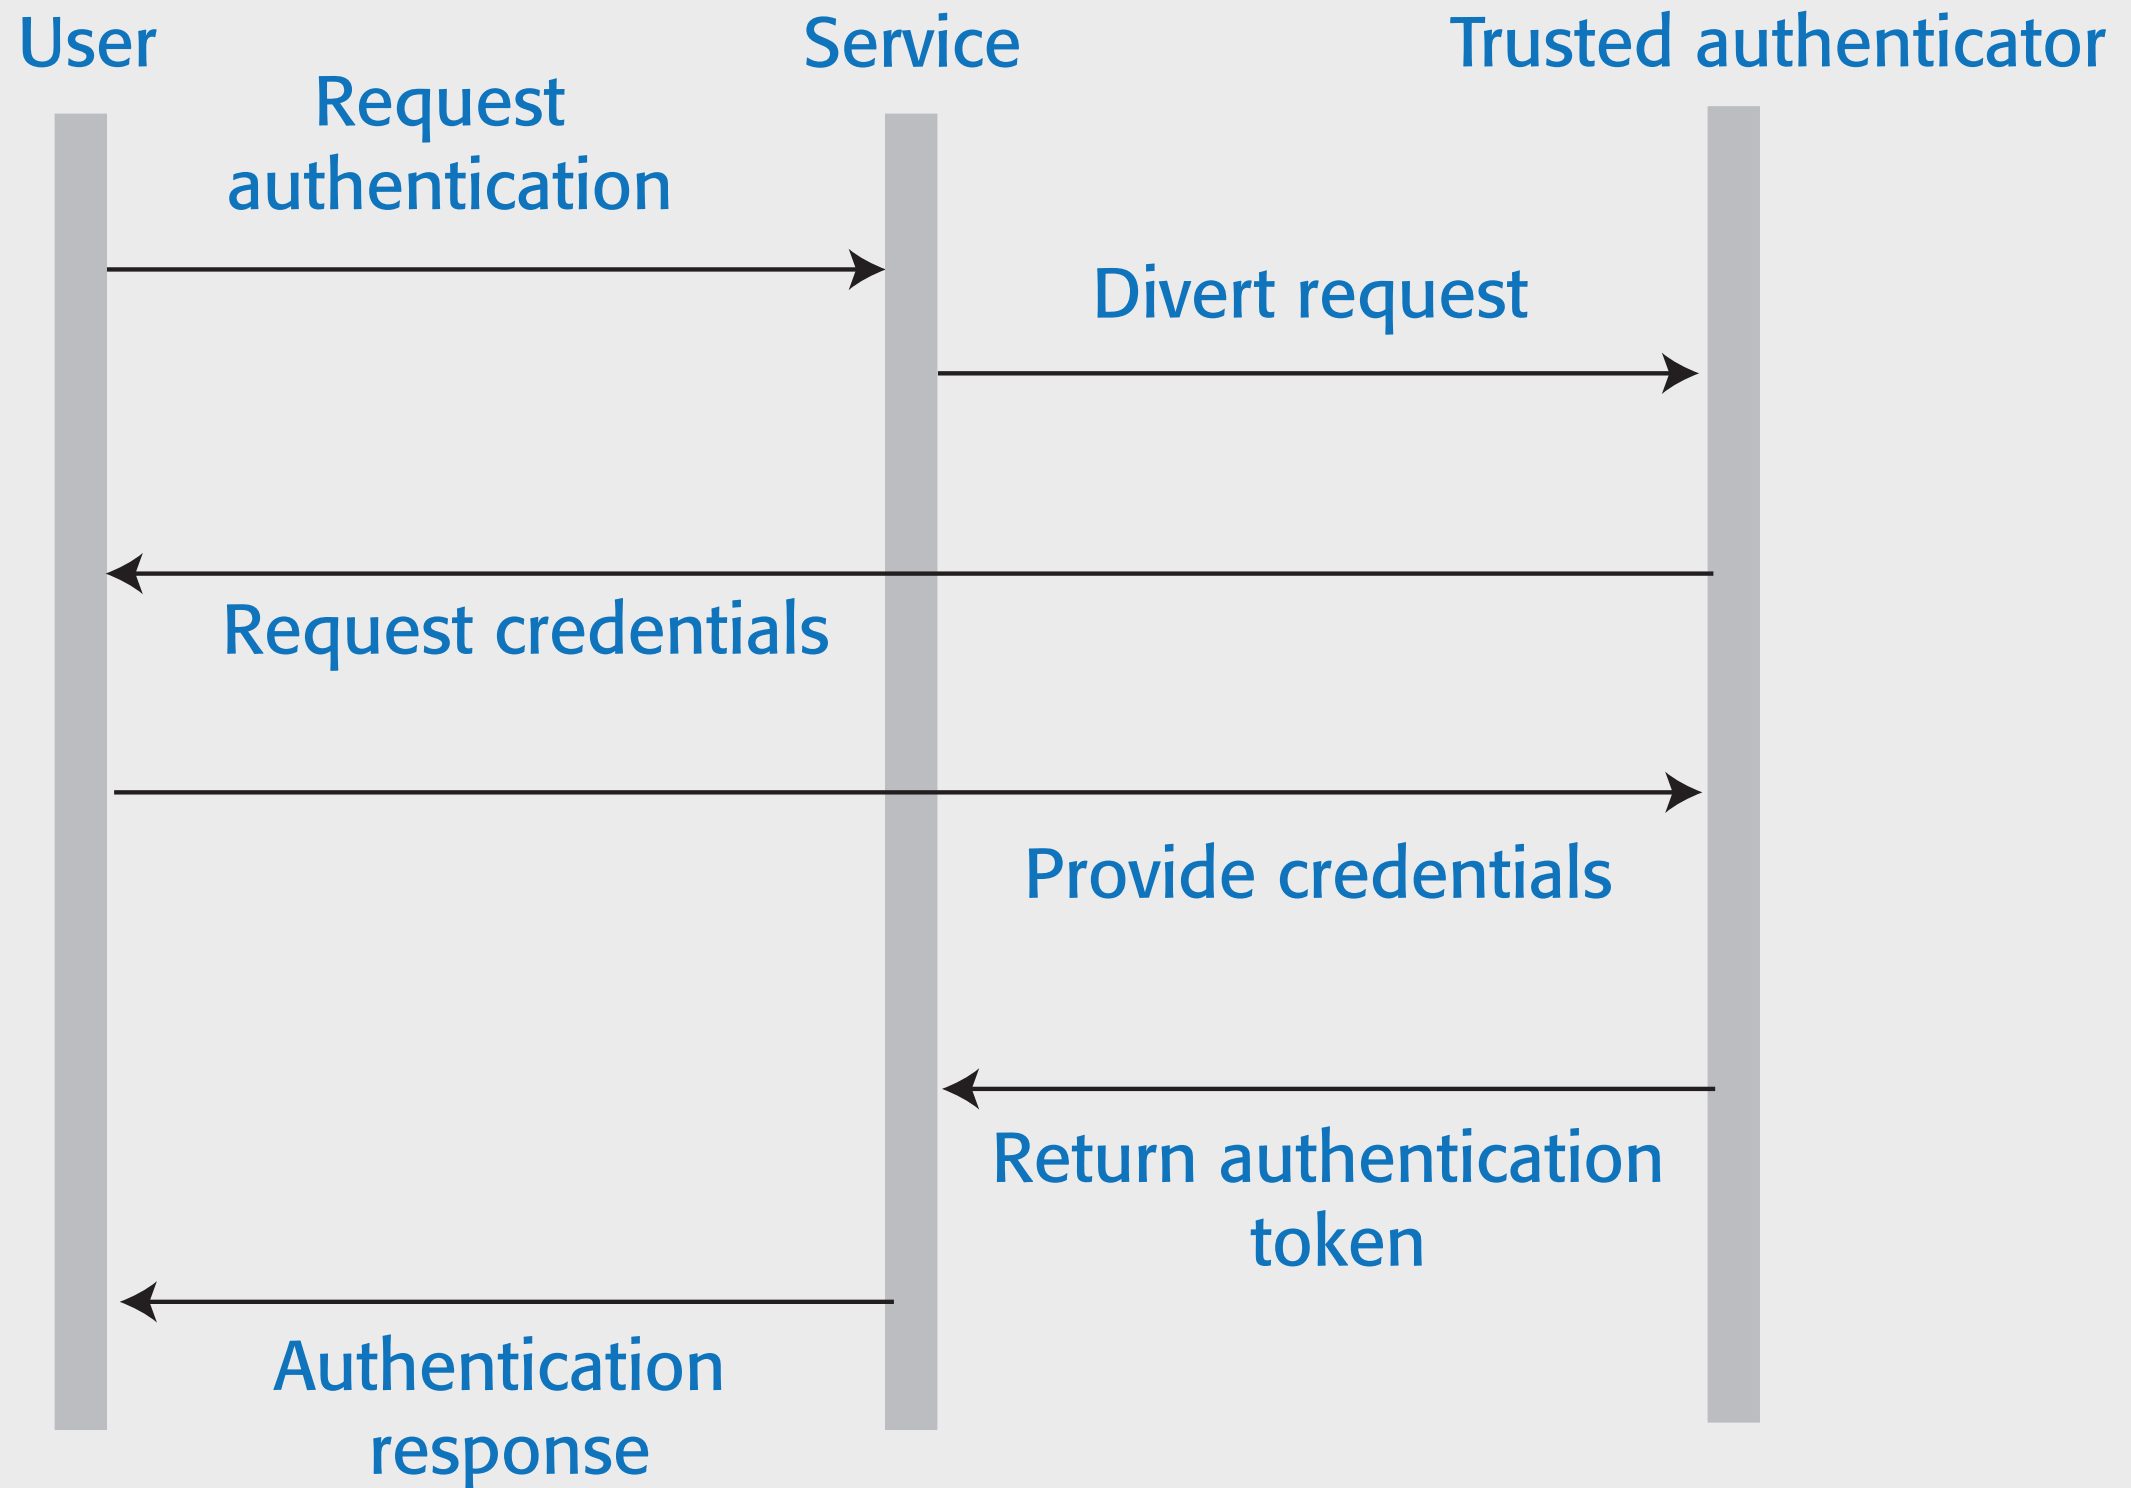 User
Service
Trusted authenticator
Request
authentication
Divert request
Request credentials
Provide credentials
Return authentication
token
Authentication
response